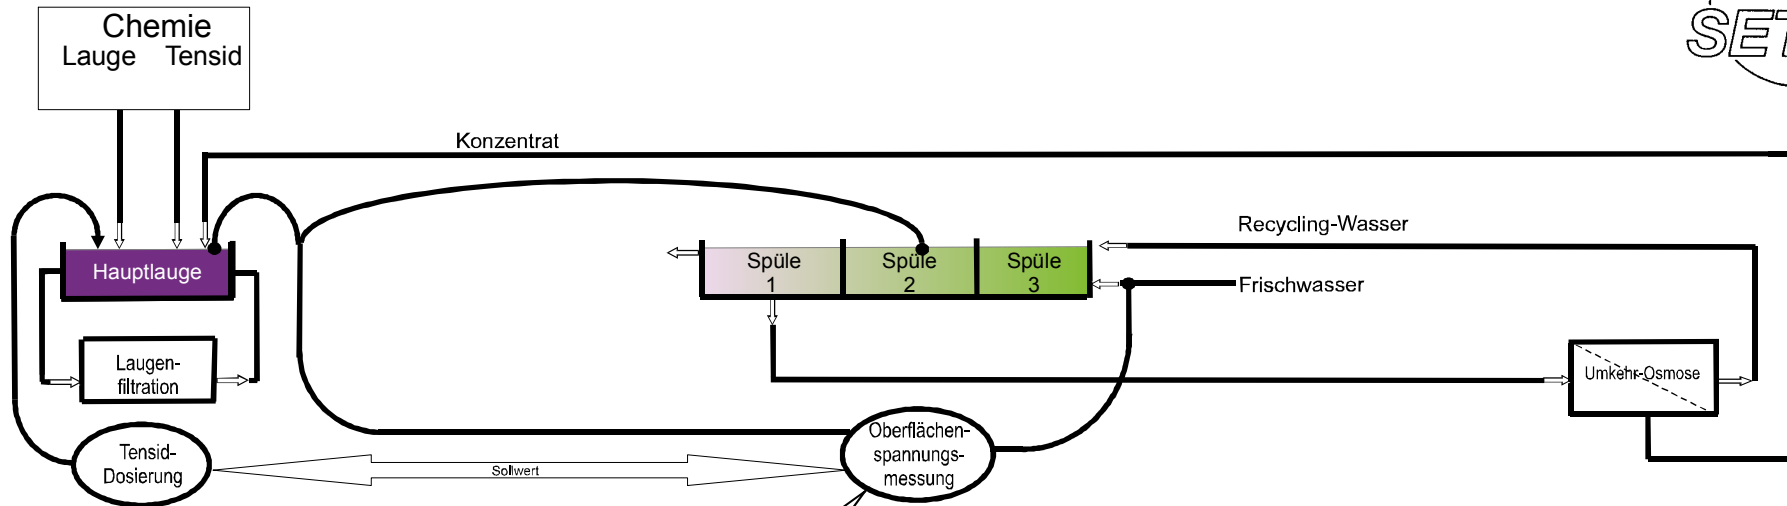 Chemie
Lauge Tensid
Konzentrat
Recycling-Wasser
Hauptlauge
Spüle
1
Spüle
2
Spüle
3
Frischwasser
Laugen-
filtration
Umkehr-Osmose
Tensid-
Dosierung
Sollwert
Oberflächen-
spannungs-
messung